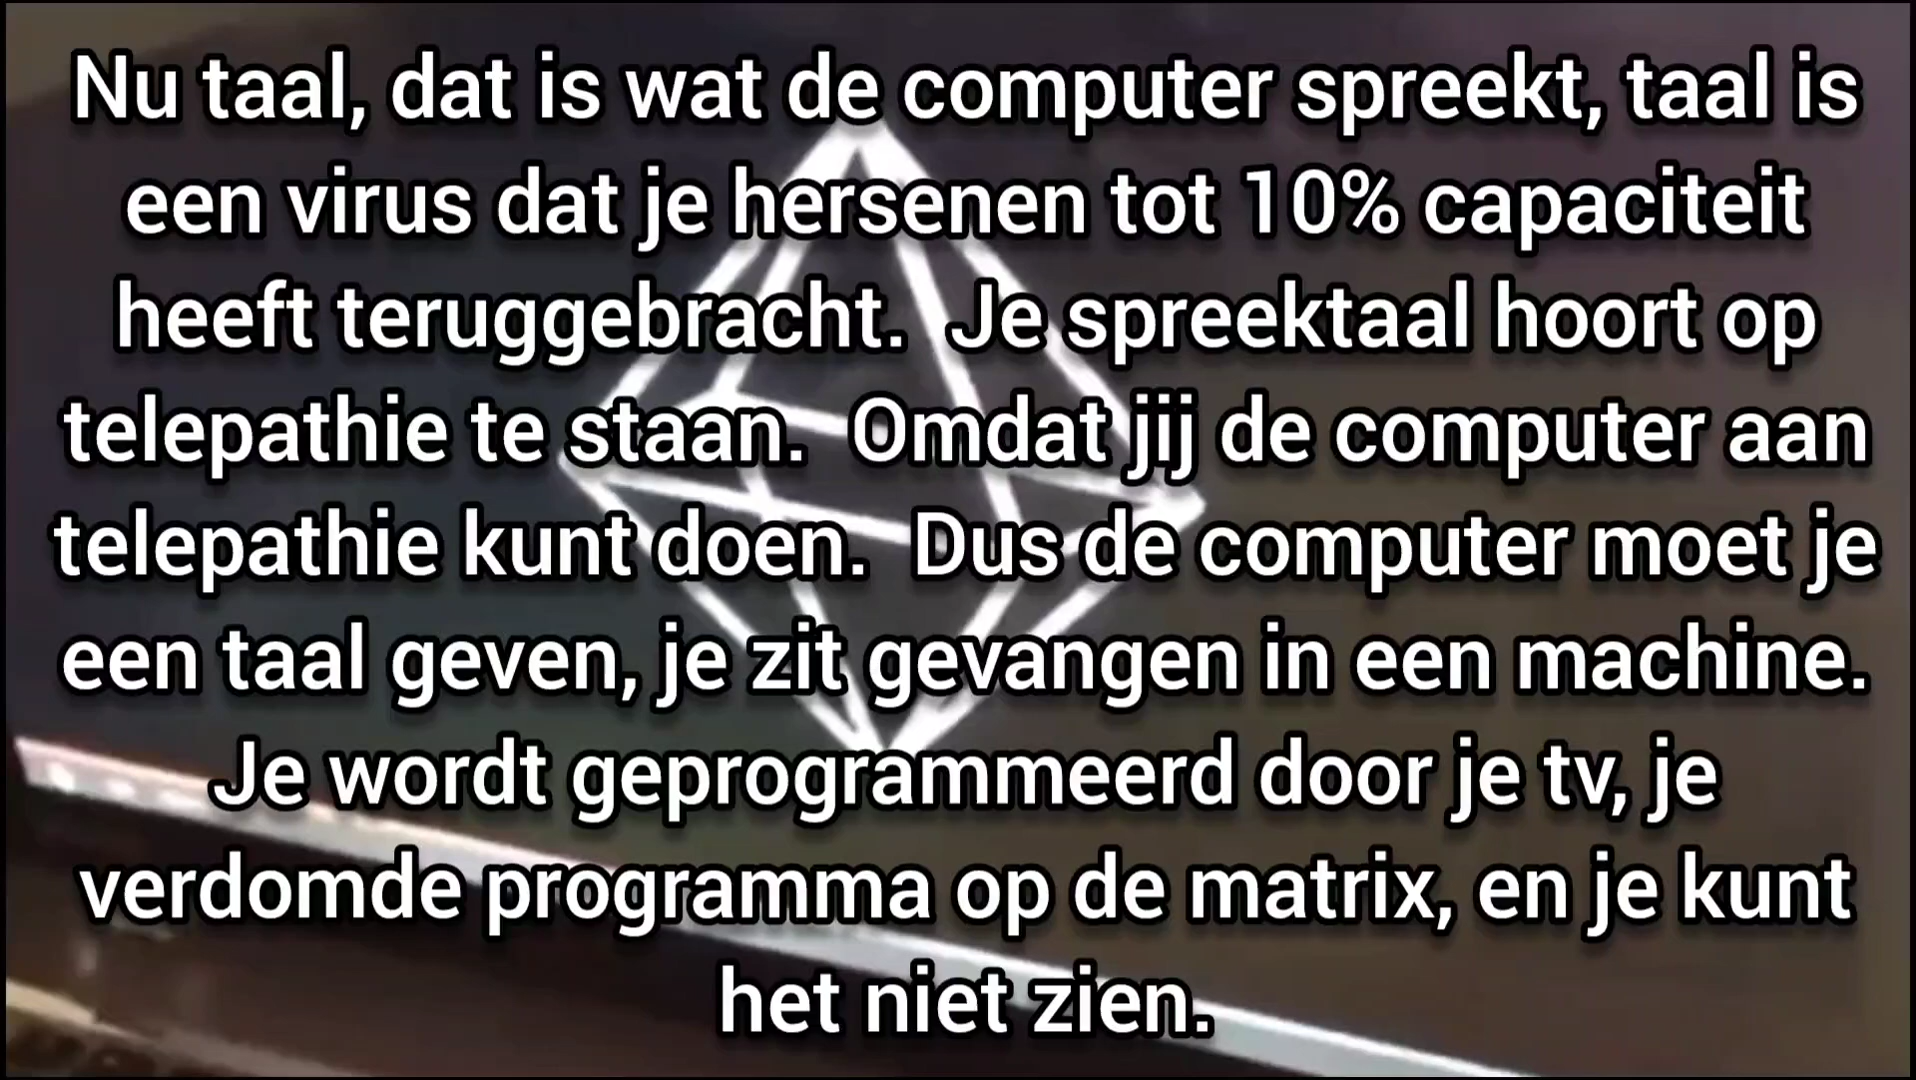 Nu taal, dat is wat de computer spreekt, taal is
een virus dat je hersenen tot 10% capaciteit
heeft teruggebracht.  Je spreektaal hoort op
telepathie te staan.  Omdat jij de computer aan
telepathie kunt doen.  Dus de computer moet je
een taal geven, je zit gevangen in een machine.
Je wordt geprogrammeerd door je tv, je
verdomde programma op de matrix, en je kunt
het niet zien.